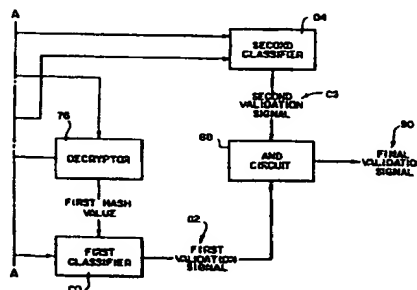 A
SECOND
CLASSIFIER
SECOND
VALIDATION
SIGNAL
76
DECRYPTOR
AND
CIRCUIT
FINAL
VALIDATION
SIGNAL
FIRST HASH
VALUE
FIRST
CLASSIFIER
FIRST
VALIDATION
SIGNAL
A